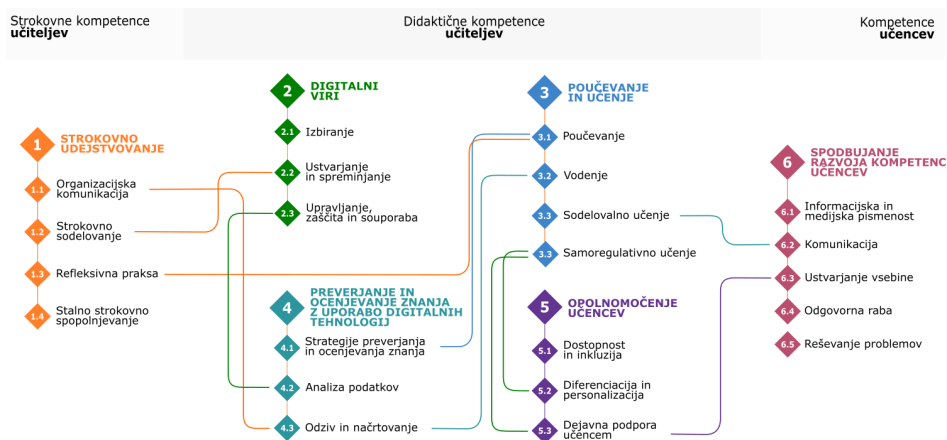 Strokovne kompetence
učiteljev
Didaktične kompetence
učiteljev
Kompetence
učencev
1
STROKOVNO
UDEJSTVOVANJE
1.1
Organizacijska
komunikacija
1.2
Strokovno
sodelovanje
1.3
Refleksivna praksa
1.4
Stalno strokovno
spopolnjevanje
2
DIGITALNI
VIRI
2.1
Izbiranje
2.2
Ustvarjanje
in spreminjanje
2.3
Upravljanje,
zaščita in souporaba
4
PREVERJANJE IN
OCENJEVANJE ZNANJA
Z UPORABO DIGITALNIH
TEHNOLOGIJ
4.1
Strategije preverjanja
in ocenjevanja znanja
4.2
Analiza podatkov
4.3
Odziv in načrtovanje
3
POUČEVANJE
IN UČENJE
3.1
Poučevanje
3.2
Vodenje
3.3
Sodelovalno učenje
3.3
Samoregulativno učenje
5
OPOLNOMOČENJE
UČENCEV
5.1
Dostopnost
in inkluzija
5.2
Diferenciacija in
personalizacija
5.3
Dejavna podpora
učencem
6
SPODBUJANJE
RAZVOJA KOMPETENC
UČENCEV
6.1
Informacijska in
medijska pismenost
6.2
Komunikacija
6.3
Ustvarjanje vsebine
6.4
Odgovorna raba
6.5
Reševanje problemov